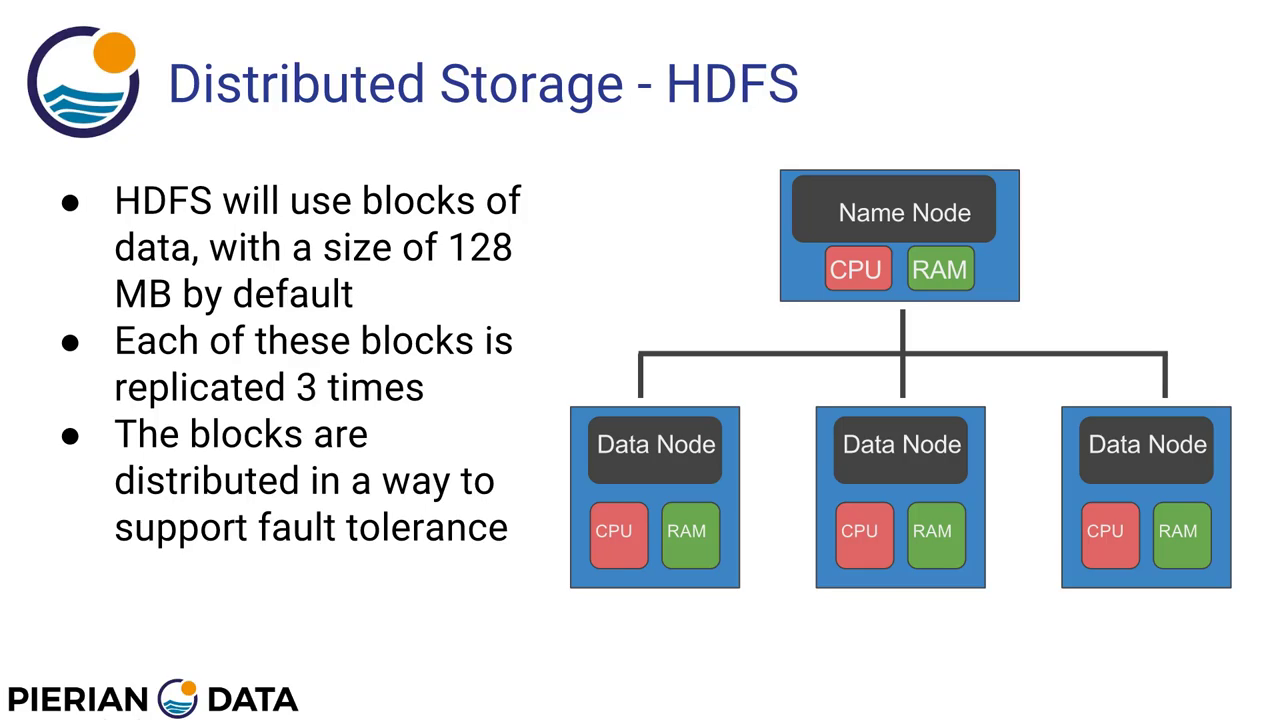 Distributed Storage - HDFS
● HDFS will use blocks of
data, with a size of 128
MB by default
● Each of these blocks is
replicated 3 times
● The blocks are
distributed in a way to
support fault tolerance
Name Node
CPU RAM
Data Node
CPU RAM
Data Node
CPU RAM
Data Node
CPU RAM
PIERIAN DATA